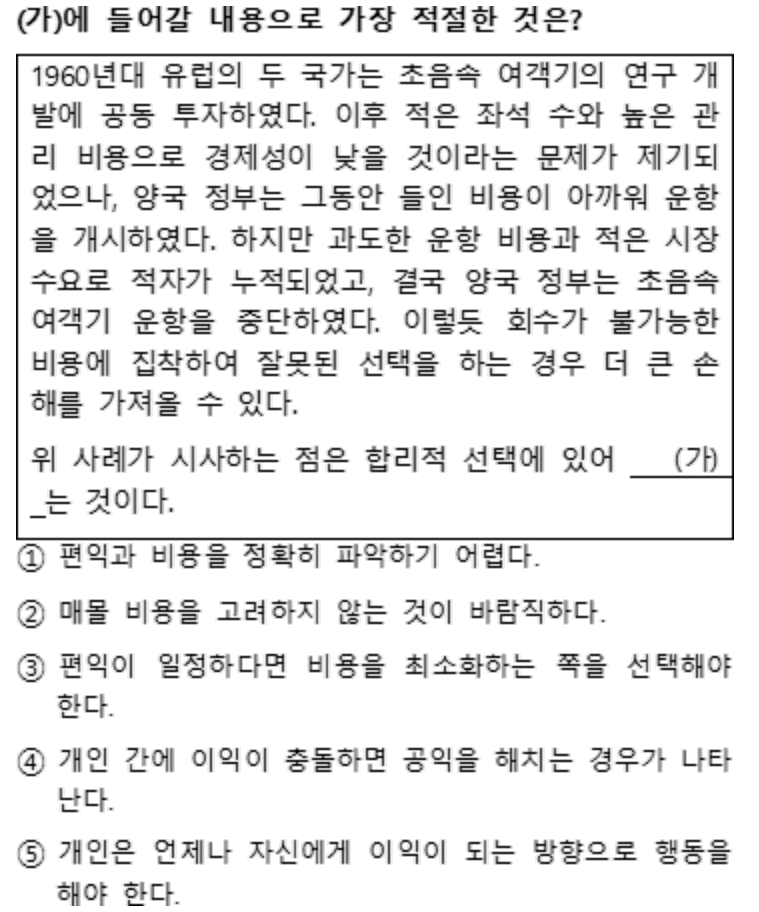 (가)에 들어갈 내용으로 가장 적절한 것은?
1960년대 유럽의 두 국가는 초음속 여객기의 연구 개
발에 공동 투자하였다. 이후 적은 좌석 수와 높은 관
리 비용으로 경제성이 낮을 것이라는 문제가 제기되
었으나, 양국 정부는 그동안 들인 비용이 아까워 운항
을 개시하였다. 하지만 과도한 운항 비용과 적은 시장
수요로 적자가 누적되었고, 결국 양국 정부는 초음속
여객기 운항을 중단하였다. 이렇듯 회수가 불가능한
비용에 집착하여 잘못된 선택을 하는 경우 더 큰 손
해를 가져올 수 있다.
위 사례가 시사하는 점은 합리적 선택에 있어 (가)
_는 것이다.
① 편익과 비용을 정확히 파악하기 어렵다.
② 매몰 비용을 고려하지 않는 것이 바람직하다.
③ 편익이 일정하다면 비용을 최소화하는 쪽을 선택해야
한다.
④ 개인 간에 이익이 충돌하면 공익을 해치는 경우가 나타
난다.
⑤ 개인은 언제나 자신에게 이익이 되는 방향으로 행동을
해야 한다.